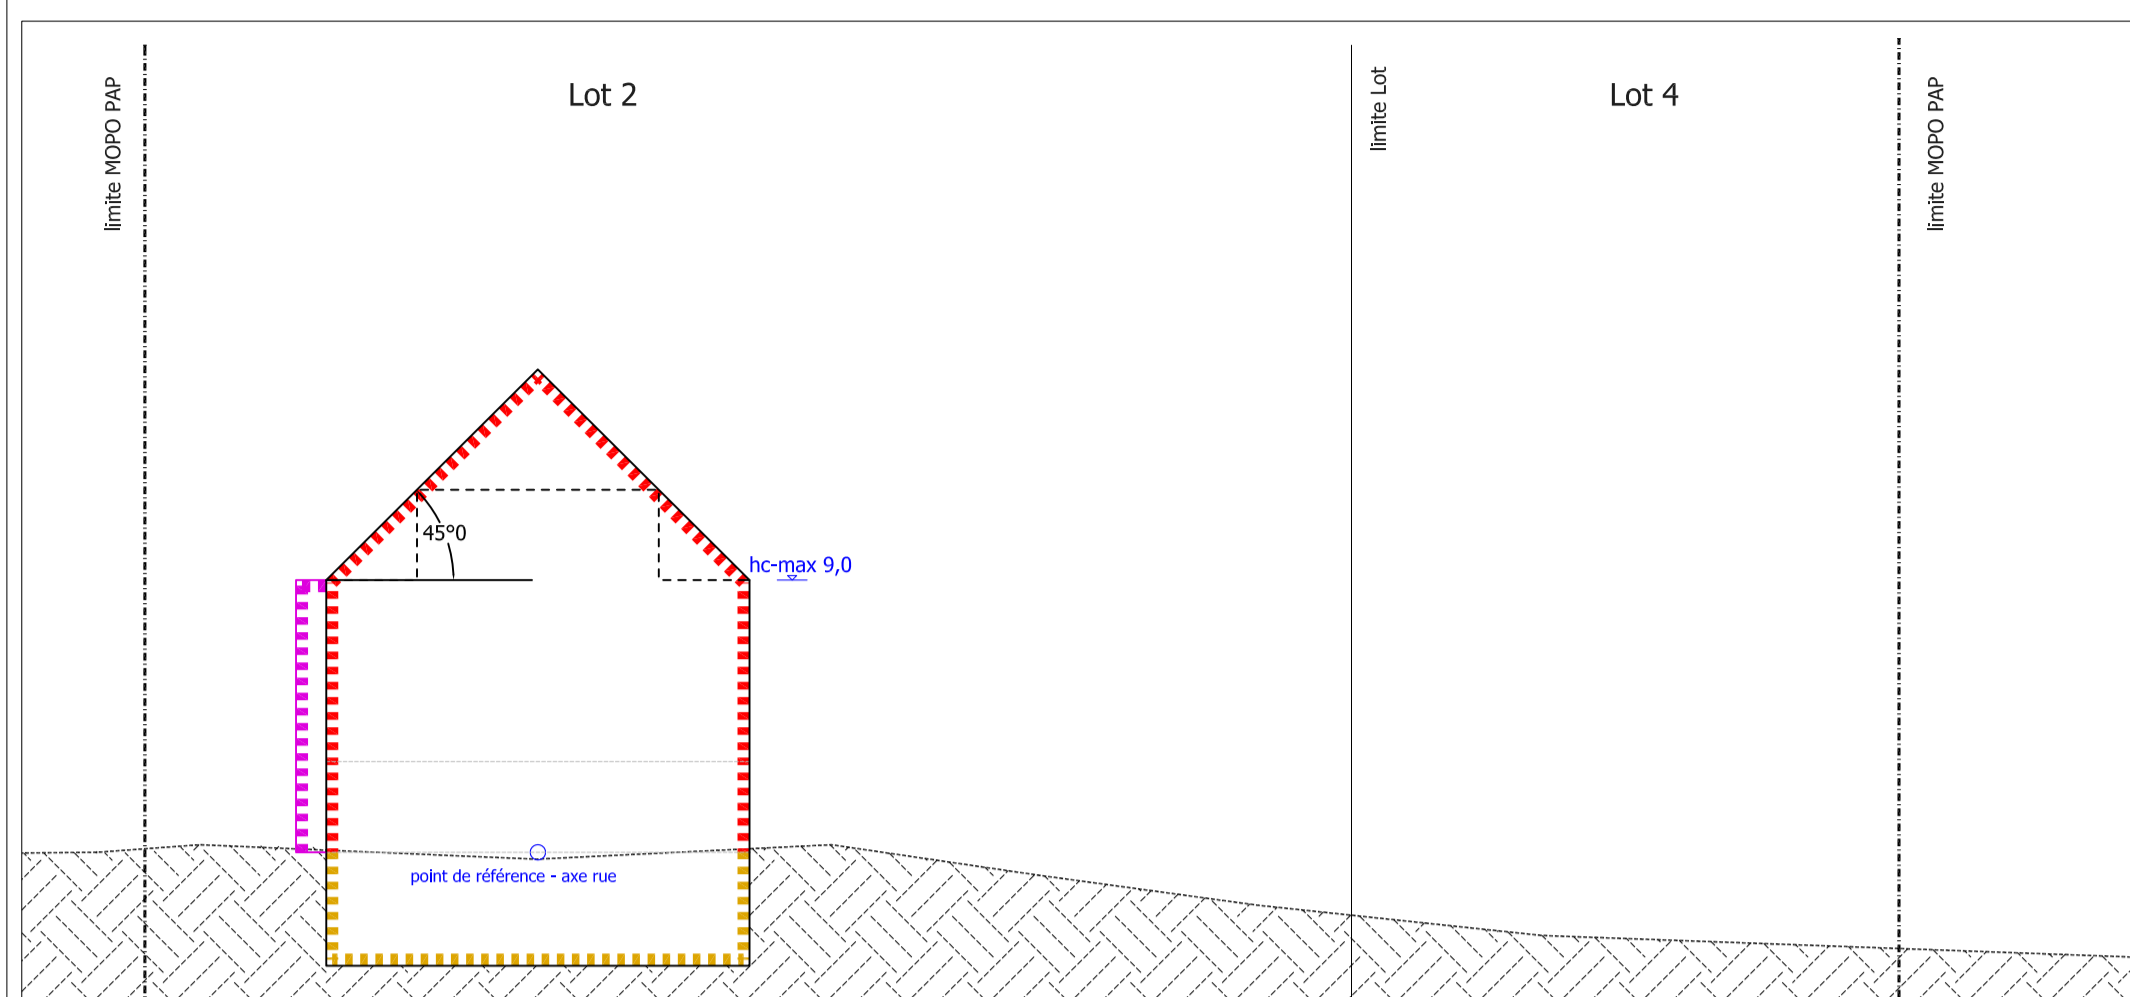 limite MOPO PAP
Lot 2
limite Lot
Lot 4
limite MOPO PAP
45°0
hc-max 9,0
point de référence - axe rue